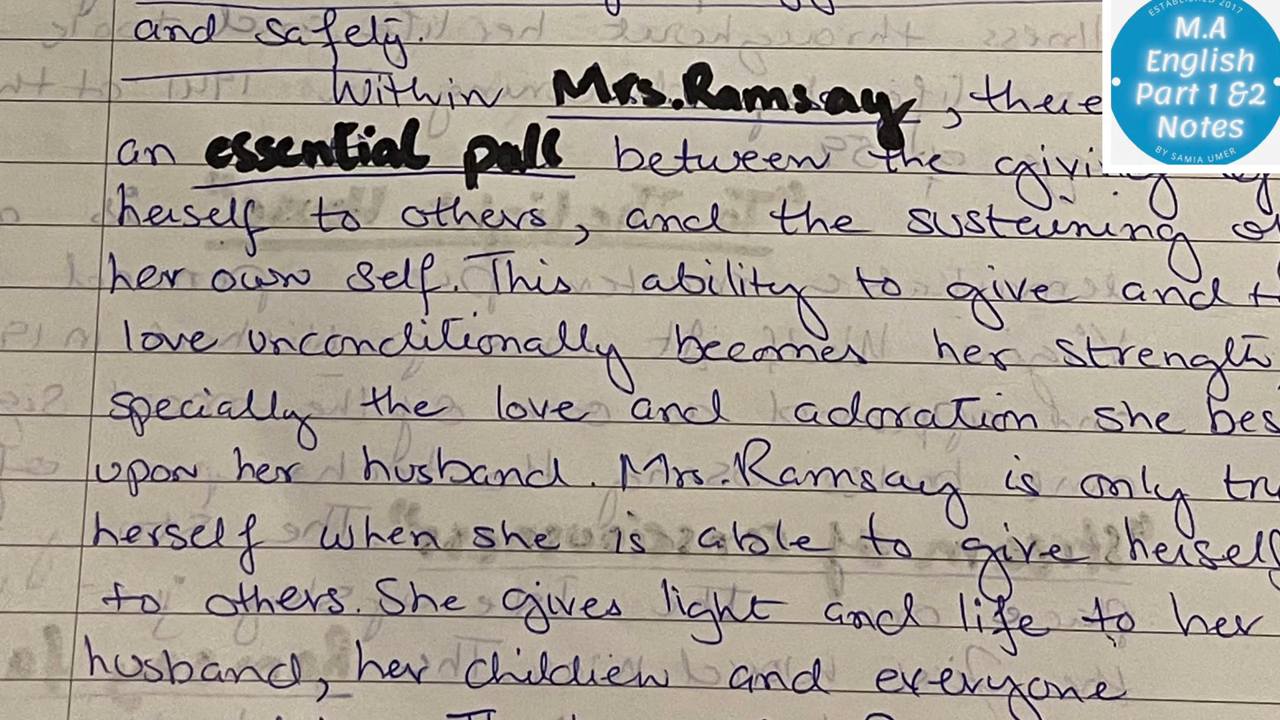 and safely.
Within Mrs. Ramsay, there
an essential pull between the giving of
herself to others, and the sustaining of
her own self. This ability to give and t
love unconditionally becomes her strength
specially the love and adoration she bes
upon her husband. Mrs. Ramsay is only tru
herself when she is able to give herself
to others. She gives light and life to her
husband, her children and everyone
ESTABLISHED 2017
M.A
English
Part 1 &2
Notes
BY SAMIA UMER